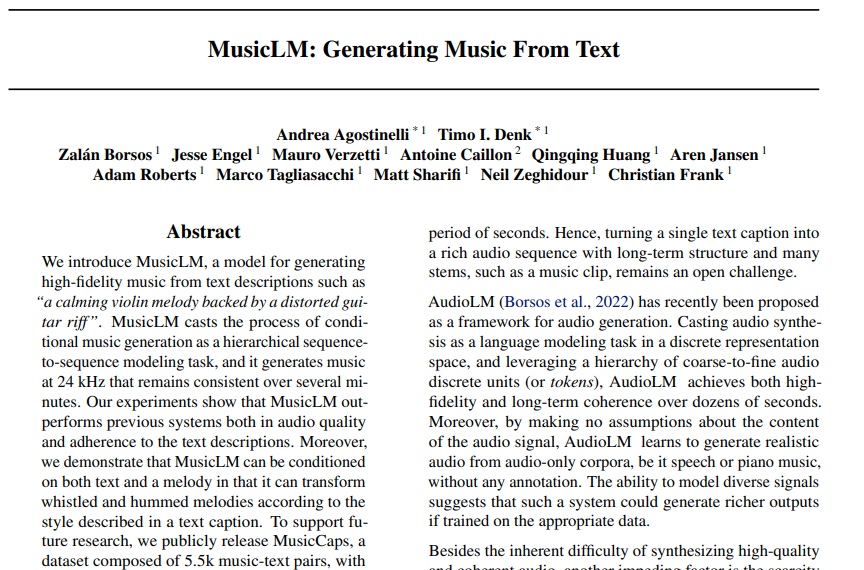 MusicLM: Generating Music From Text
Andrea Agostinelli * 1 Timo I. Denk * 1
Zalán Borsos 1 Jesse Engel 1 Mauro Verzetti 1 Antoine Caillon 2 Qingqing Huang 1 Aren Jansen 1
Adam Roberts 1 Marco Tagliasacchi 1 Matt Sharifi 1 Neil Zeghidour 1 Christian Frank 1
Abstract
We introduce MusicLM, a model for generating
high-fidelity music from text descriptions such as
“a calming violin melody backed by a distorted gui-
tar riff”. MusicLM casts the process of condi-
tional music generation as a hierarchical sequence-
to-sequence modeling task, and it generates music
at 24 kHz that remains consistent over several mi-
nutes. Our experiments show that MusicLM out-
performs previous systems both in audio quality
and adherence to the text descriptions. Moreover,
we demonstrate that MusicLM can be conditioned
on both text and a melody in that it can transform
whistled and hummed melodies according to the
style described in a text caption. To support fu-
ture research, we publicly release MusicCaps, a
dataset composed of 5.5k music-text pairs, with
period of seconds. Hence, turning a single text caption into
a rich audio sequence with long-term structure and many
stems, such as a music clip, remains an open challenge.
AudioLM (Borsos et al., 2022) has recently been proposed
as a framework for audio generation. Casting audio synthe-
sis as a language modeling task in a discrete representation
space, and leveraging a hierarchy of coarse-to-fine audio
discrete units (or tokens), AudioLM achieves both high-
fidelity and long-term coherence over dozens of seconds.
Moreover, by making no assumptions about the content
of the audio signal, AudioLM learns to generate realistic
audio from audio-only corpora, be it speech or piano music,
without any annotation. The ability to model diverse signals
suggests that such a system could generate richer outputs
if trained on the appropriate data.
Besides the inherent difficulty of synthesizing high-quality
and coherent audio, another impeding factor is the scarcity